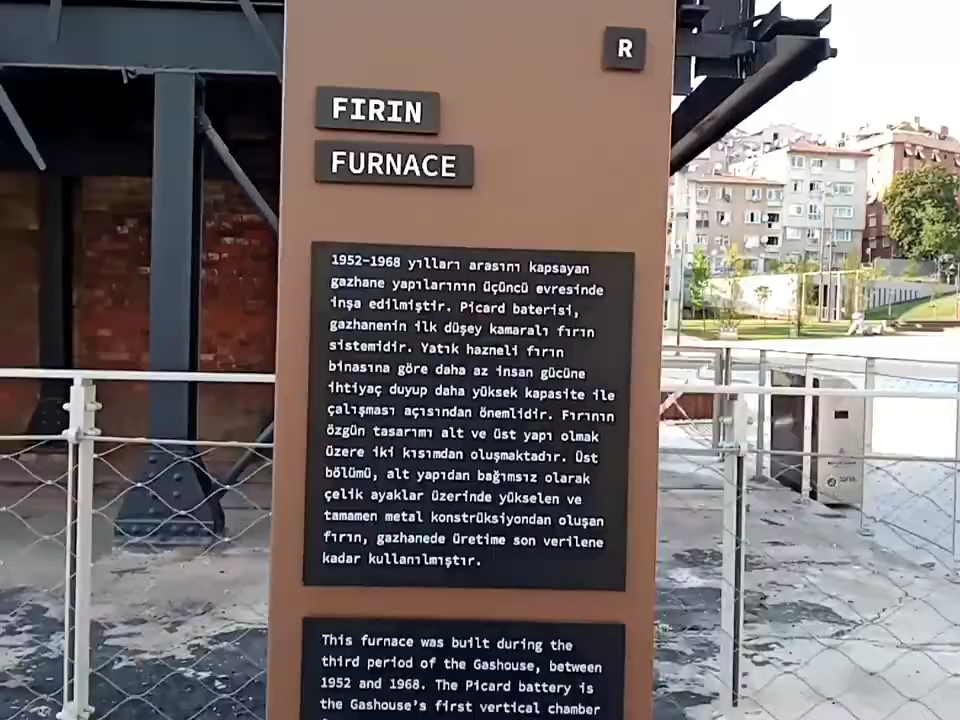 R
FIRIN
FURNACE
1952-1968 yılları arasını kapsayan
gazhane yapılarının üçüncü evresinde
inşa edilmiştir. Picard baterisi,
gazhanenin ilk düşey kamaralı fırın
sistemidir. Yatık hazneli fırın
binasına göre daha az insan gücüne
ihtiyaç duyup daha yüksek kapasite ile
çalışması açısından önemlidir. Fırının
özgün tasarımı alt ve üst yapı olmak
üzere iki kısımdan oluşmaktadır. Üst
bölümü, alt yapıdan bağımsız olarak
çelik ayaklar üzerinde yükselen ve
tamamen metal konstrüksiyondan oluşan
fırın, gazhanede üretime son verilene
kadar kullanılmıştır.
This furnace was built during the
third period of the Gashouse, between
1952 and 1968. The Picard battery is
the Gashouse's first vertical chamber